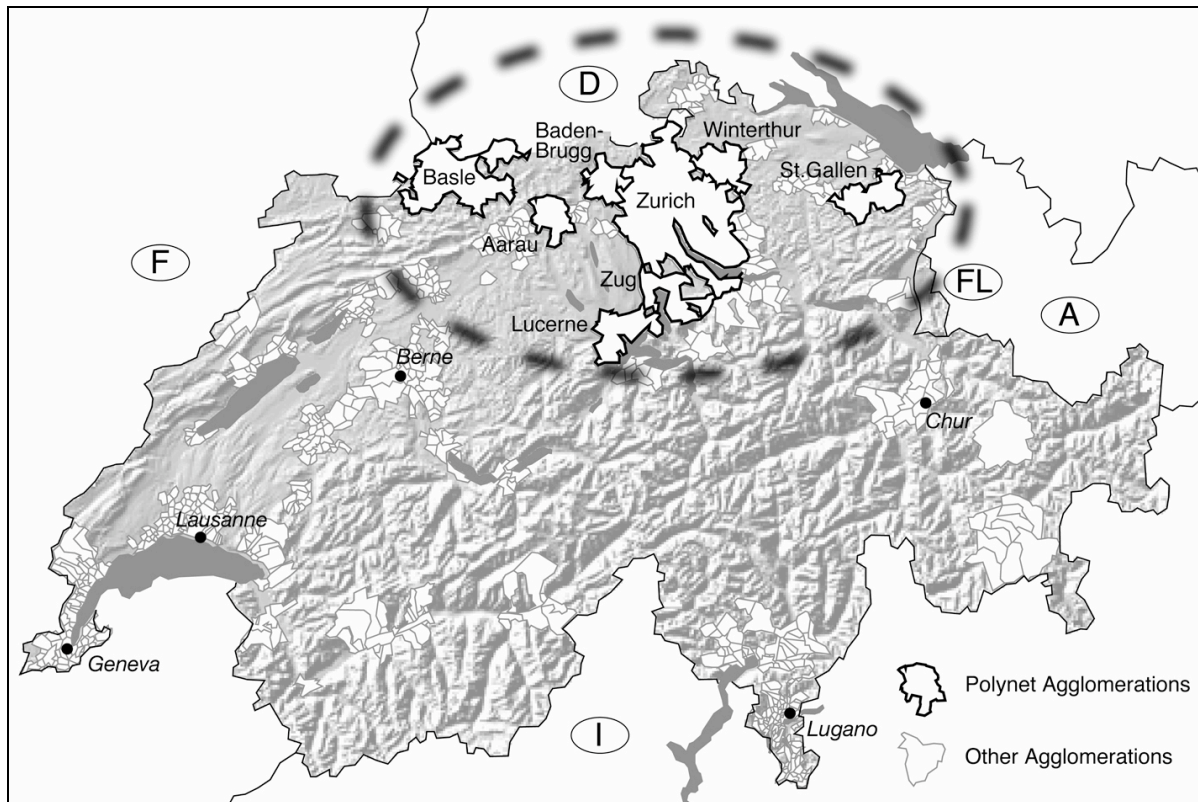 D
Baden-
Brugg
Winterthur
Basle
St.Gallen
Zurich
Aarau
F
Zug
FL
A
Lucerne
Berne
Chur
Lausanne
Geneva
Polynet Agglomerations
I
Lugano
Other Agglomerations